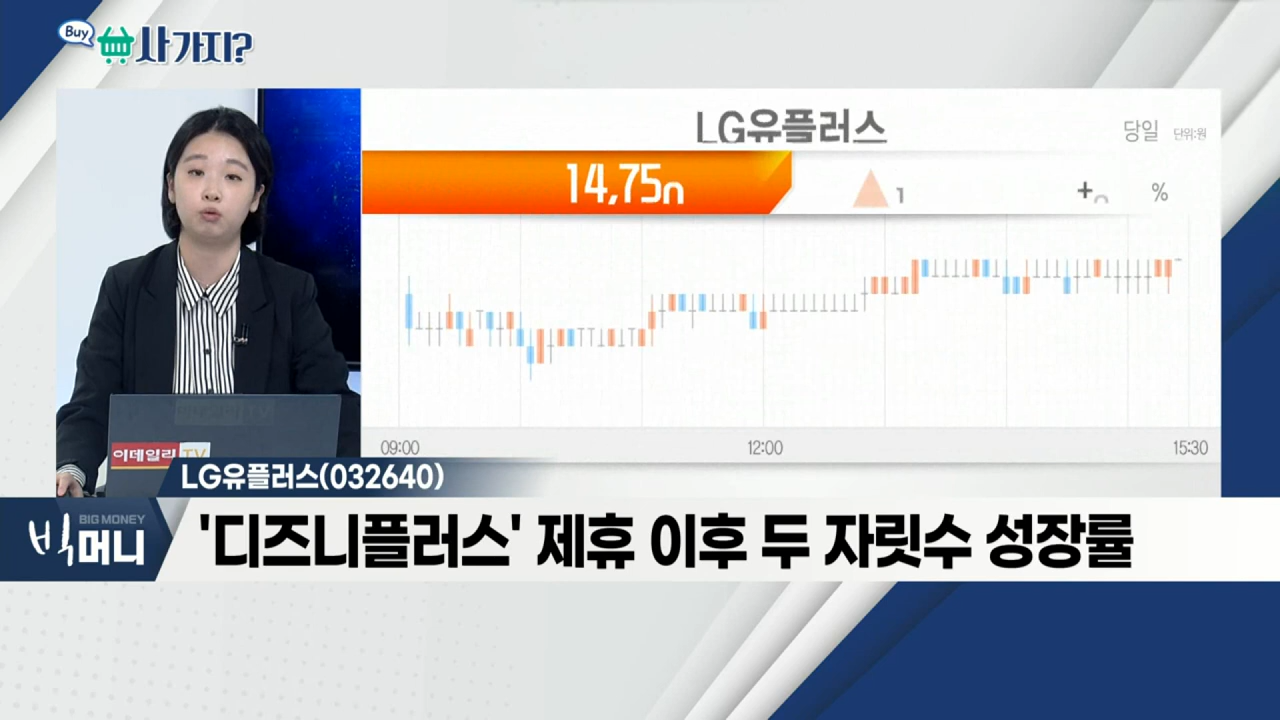 Buy
사가지?
LG유플러스
당일 단위:원
14,75
1
+ %
09:00 12:00 15:30
이데일리 TV
LG유플러스(032640)
BIG MONEY
빅머니
'디즈니플러스' 제휴 이후 두 자릿수 성장률